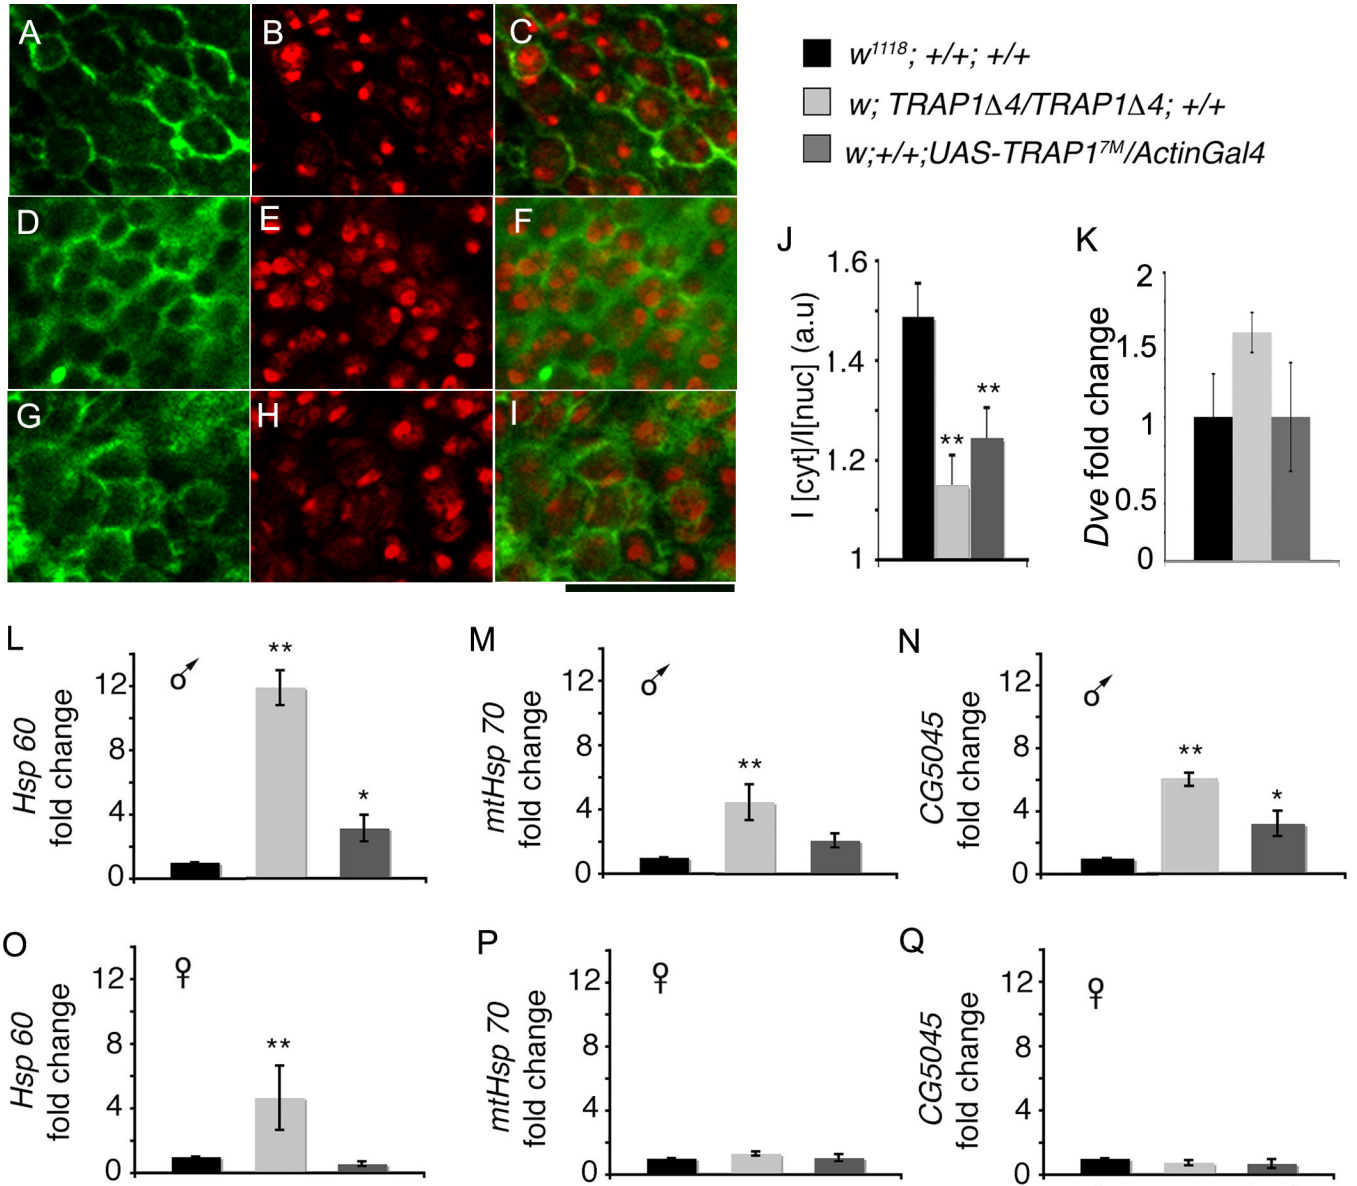 A
B
C
D
E
F
G
H
I
w1118; +/+; +/+
w; TRAP1Δ4/TRAP1Δ4; +/+
w;+/+;UAS-TRAP17M/ActinGal4
J
I [cyt]/I[nuc] (a.u)
1.6
1.4
1.2
1
**
**
K
Dve fold change
2
1.5
1
0.5
0
L
♂
Hsp 60
fold change
12
8
4
0
**
*
M
♂
mtHsp 70
fold change
12
8
4
0
**
N
♂
CG5045
fold change
12
8
4
0
**
*
O
♀
Hsp 60
fold change
12
8
4
0
**
P
♀
mtHsp 70
fold change
12
8
4
0
Q
♀
CG5045
fold change
12
8
4
0